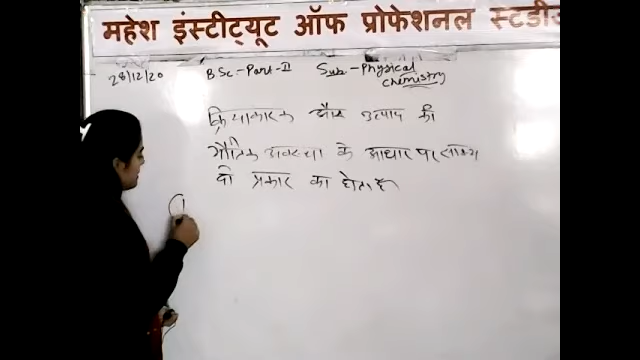 महेश इंस्टीट्यूट ऑफ प्रोफेशनल स्टडीज
28/12/20 BSc-Part-II Sub-Physical chemistry
क्रियाकारक और उत्पाद की
भौतिक अवस्था के आधार पर साम्य
दो प्रकार का होता है
①